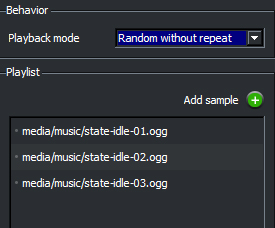 Behavior
Playback mode Random without repeat
Playlist
Add sample
media/music/state-idle-01.ogg
media/music/state-idle-02.ogg
media/music/state-idle-03.ogg